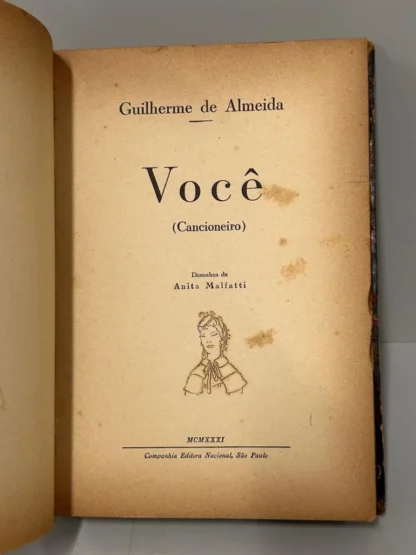 Guilherme de Almeida
Você
(Cancioneiro)
Desenhos de
Anita Malfatti
MCMXXXI
Companhia Editora Nacional, São Paulo